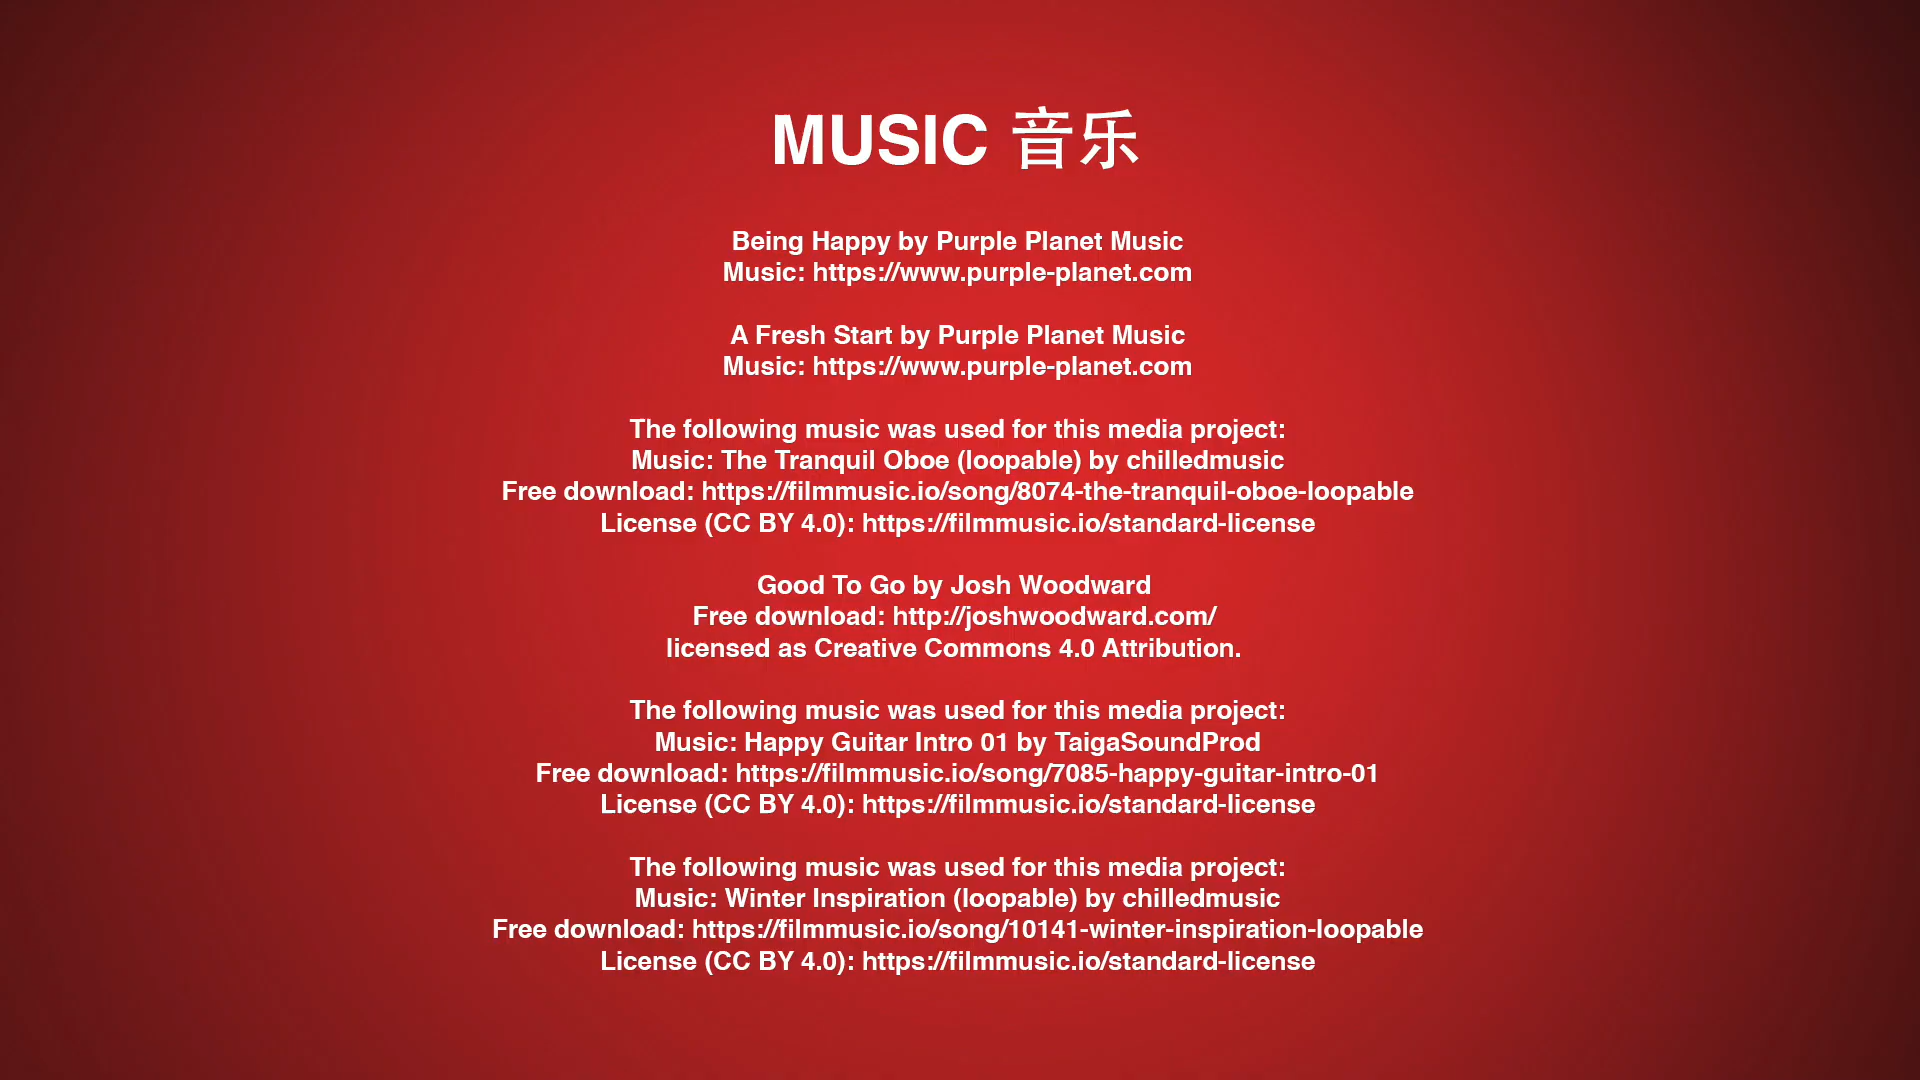 MUSIC 音乐
Being Happy by Purple Planet Music
Music: https://www.purple-planet.com
A Fresh Start by Purple Planet Music
Music: https://www.purple-planet.com
The following music was used for this media project:
Music: The Tranquil Oboe (loopable) by chilledmusic
Free download: https://filmmusic.io/song/8074-the-tranquil-oboe-loopable
License (CC BY 4.0): https://filmmusic.io/standard-license
Good To Go by Josh Woodward
Free download: http://joshwoodward.com/
licensed as Creative Commons 4.0 Attribution.
The following music was used for this media project:
Music: Happy Guitar Intro 01 by TaigaSoundProd
Free download: https://filmmusic.io/song/7085-happy-guitar-intro-01
License (CC BY 4.0): https://filmmusic.io/standard-license
The following music was used for this media project:
Music: Winter Inspiration (loopable) by chilledmusic
Free download: https://filmmusic.io/song/10141-winter-inspiration-loopable
License (CC BY 4.0): https://filmmusic.io/standard-license